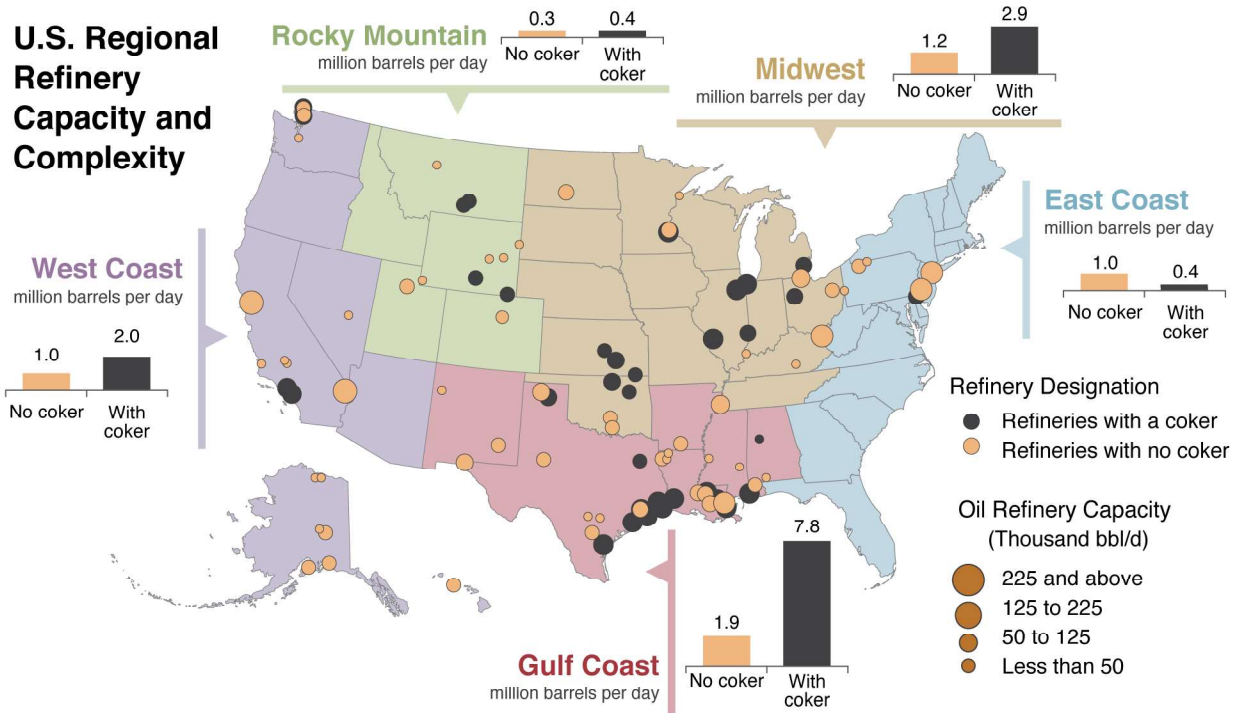 U.S. Regional
Refinery
Capacity and
Complexity
Rocky Mountain
million barrels per day
0.3
0.4
No coker
With
coker
Midwest
million barrels per day
1.2
2.9
No coker
With
coker
East Coast
million barrels per day
1.0
0.4
No coker
With
coker
West Coast
million barrels per day
1.0
2.0
No coker
With
coker
Refinery Designation
Refineries with a coker
Refineries with no coker
Oil Refinery Capacity
(Thousand bbl/d)
225 and above
125 to 225
50 to 125
Less than 50
Gulf Coast
million barrels per day
1.9
7.8
No coker
With
coker